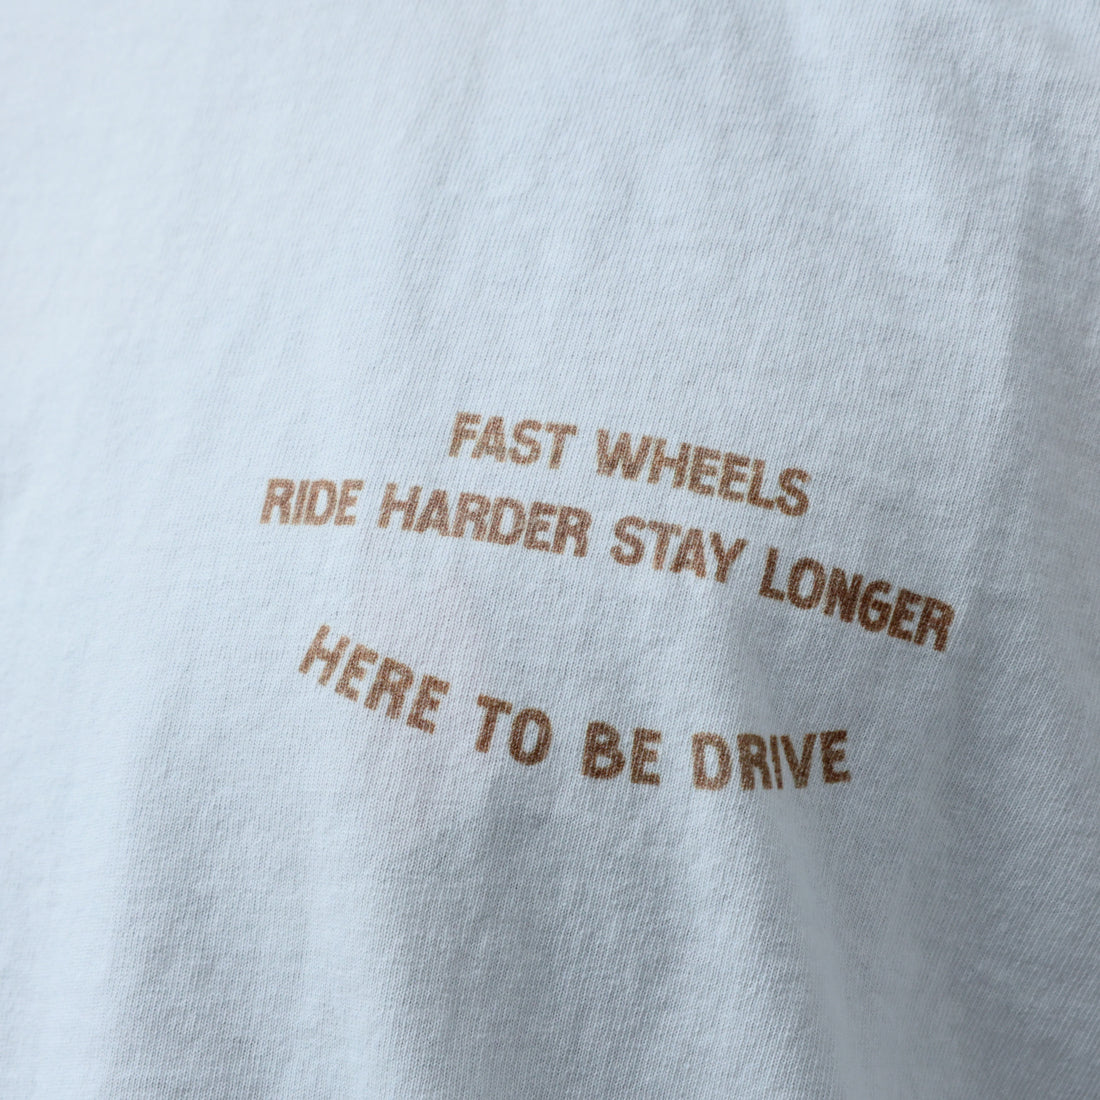 FAST WHEELS
RIDE HARDER STAY LONGER
HERE TO BE DRIVE